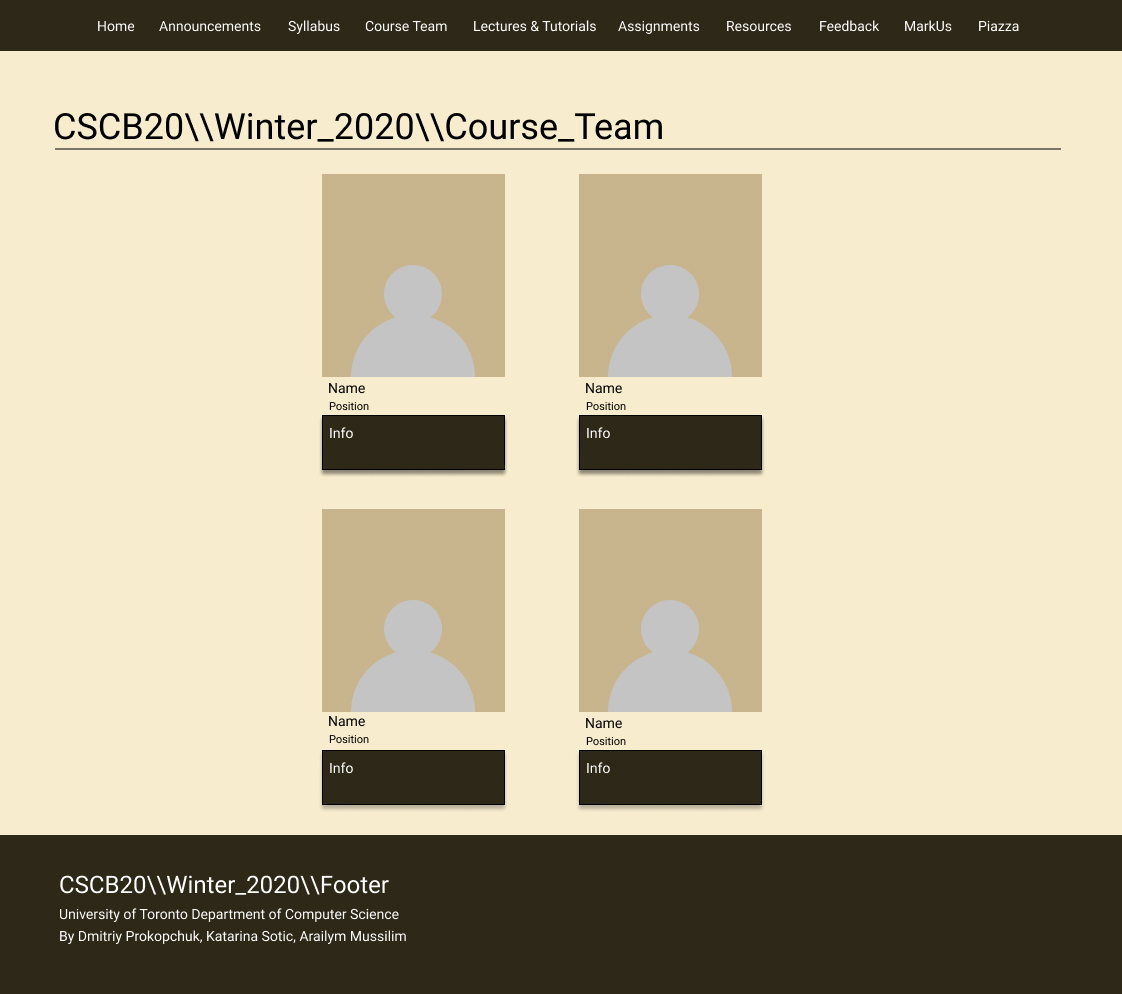 Home Announcements Syllabus Course Team Lectures & Tutorials Assignments Resources Feedback MarkUs Piazza
CSCB20\\Winter_2020\\Course_Team
Name
Position
Info
Name
Position
Info
Name
Position
Info
Name
Position
Info
CSCB20\\Winter_2020\\Footer
University of Toronto Department of Computer Science
By Dmitriy Prokopchuk, Katarina Sotic, Arailym Mussilim